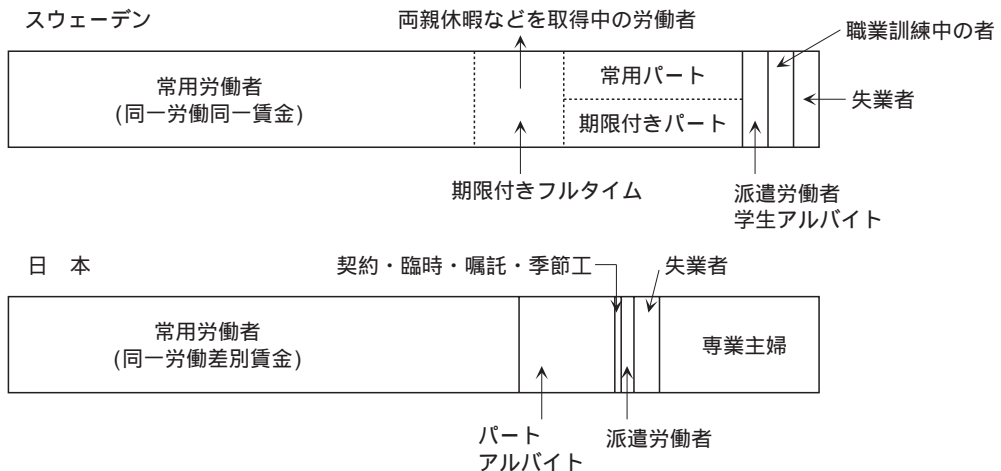 スウェーデン
両親休暇などを取得中の労働者
職業訓練中の者
常用労働者
(同一労働同一賃金)
常用パート
期限付きパート
失業者
期限付きフルタイム
派遣労働者
学生アルバイト
日　本
契約・臨時・嘱託・季節工
失業者
常用労働者
(同一労働差別賃金)
専業主婦
パート
アルバイト
派遣労働者